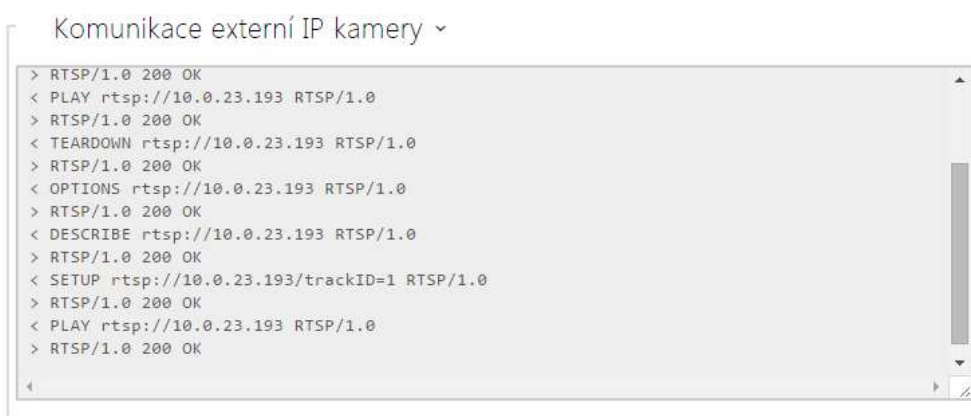 Komunikace externí IP kamery
> RTSP/1.0 200 OK
< PLAY rtsp://10.0.23.193 RTSP/1.0
> RTSP/1.0 200 OK
< TEARDOWN rtsp://10.0.23.193 RTSP/1.0
> RTSP/1.0 200 OK
< OPTIONS rtsp://10.0.23.193 RTSP/1.0
> RTSP/1.0 200 OK
< DESCRIBE rtsp://10.0.23.193 RTSP/1.0
> RTSP/1.0 200 OK
< SETUP rtsp://10.0.23.193/trackID=1 RTSP/1.0
> RTSP/1.0 200 OK
< PLAY rtsp://10.0.23.193 RTSP/1.0
> RTSP/1.0 200 OK